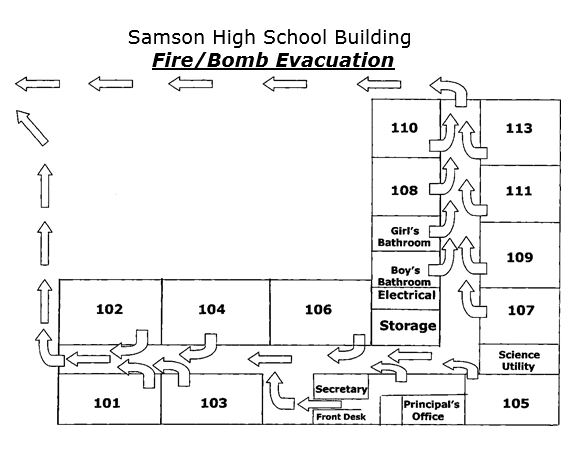 Samson High School Building
Fire/Bomb Evacuation
110
113
108
111
Girl's
Bathroom
109
Boy's
Bathroom
Electrical
102
104
106
107
Storage
Science
Utility
Secretary
101
103
Front Desk
Principal's
Office
105